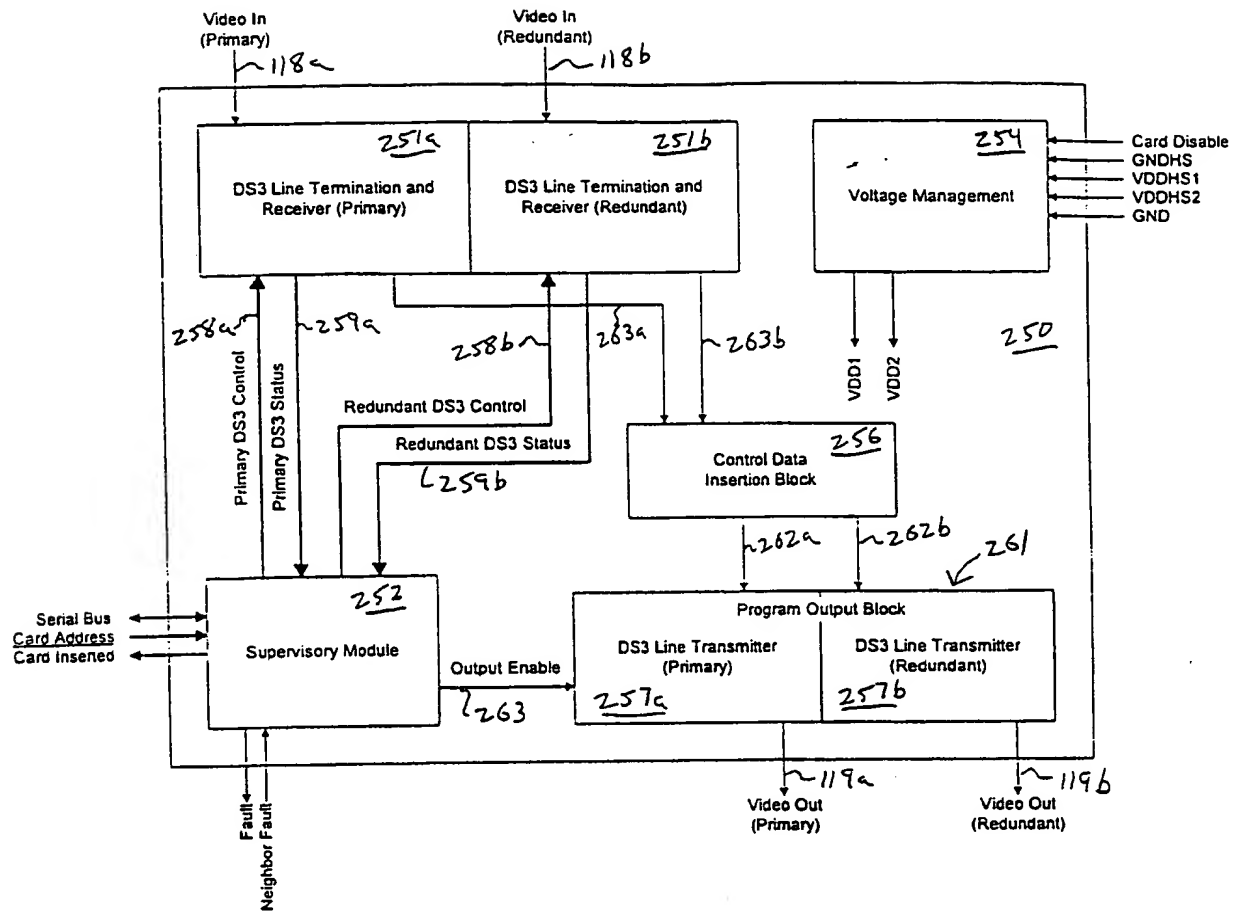 Video In
(Primary)
Video In
(Redundant)
118a
118b
251a
DS3 Line Termination and
Receiver (Primary)
251b
DS3 Line Termination and
Receiver (Redundant)
254
Voltage Management
Card Disable
GNDHS
VDDHS1
VDDHS2
GND
258a
259a
258b
263a
263b
250
VDD1
VDD2
Primary DS3 Control
Primary DS3 Status
Redundant DS3 Control
Redundant DS3 Status
259b
256
Control Data
Insertion Block
262a
262b
261
252
Supervisory Module
Serial Bus
Card Address
Card Inserted
Output Enable
263
Program Output Block
DS3 Line Transmitter
(Primary)
257a
DS3 Line Transmitter
(Redundant)
257b
Fault
Neighbor Fault
119a
119b
Video Out
(Primary)
Video Out
(Redundant)